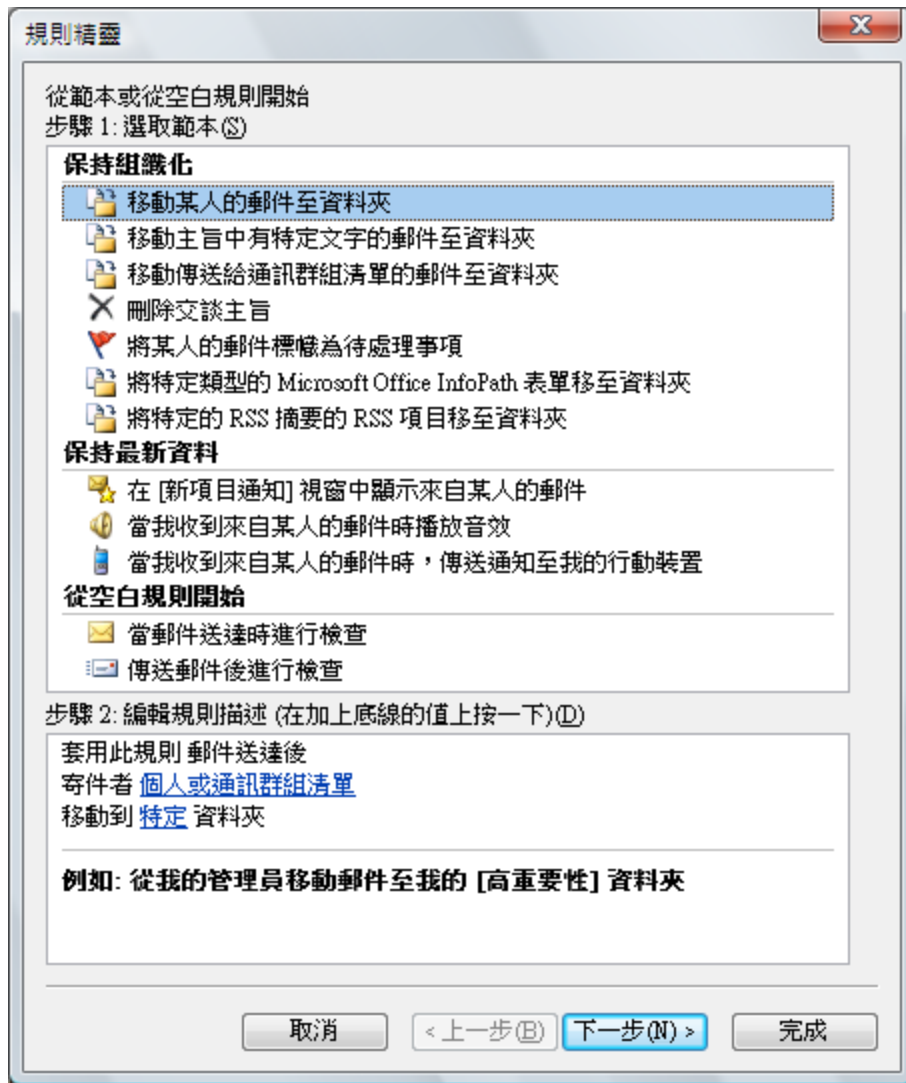 規則精靈
從範本或從空白規則開始
步驟 1: 選取範本(S)
保持組織化
移動某人的郵件至資料夾
移動主旨中有特定文字的郵件至資料夾
移動傳送給通訊群組清單的郵件至資料夾
刪除交談主旨
將某人的郵件標幟為待處理事項
將特定類型的 Microsoft Office InfoPath 表單移至資料夾
將特定的 RSS 摘要的 RSS 項目移至資料夾
保持最新資料
在 [新項目通知] 視窗中顯示來自某人的郵件
當我收到來自某人的郵件時播放音效
當我收到來自某人的郵件時，傳送通知至我的行動裝置
從空白規則開始
當郵件送達時進行檢查
傳送郵件後進行檢查
步驟 2: 編輯規則描述 (在加上底線的值上按一下)(D)
套用此規則 郵件送達後
寄件者 個人或通訊群組清單
移動到 特定 資料夾
例如: 從我的管理員移動郵件至我的 [高重要性] 資料夾
取消 <上一步(B) 下一步(N) > 完成